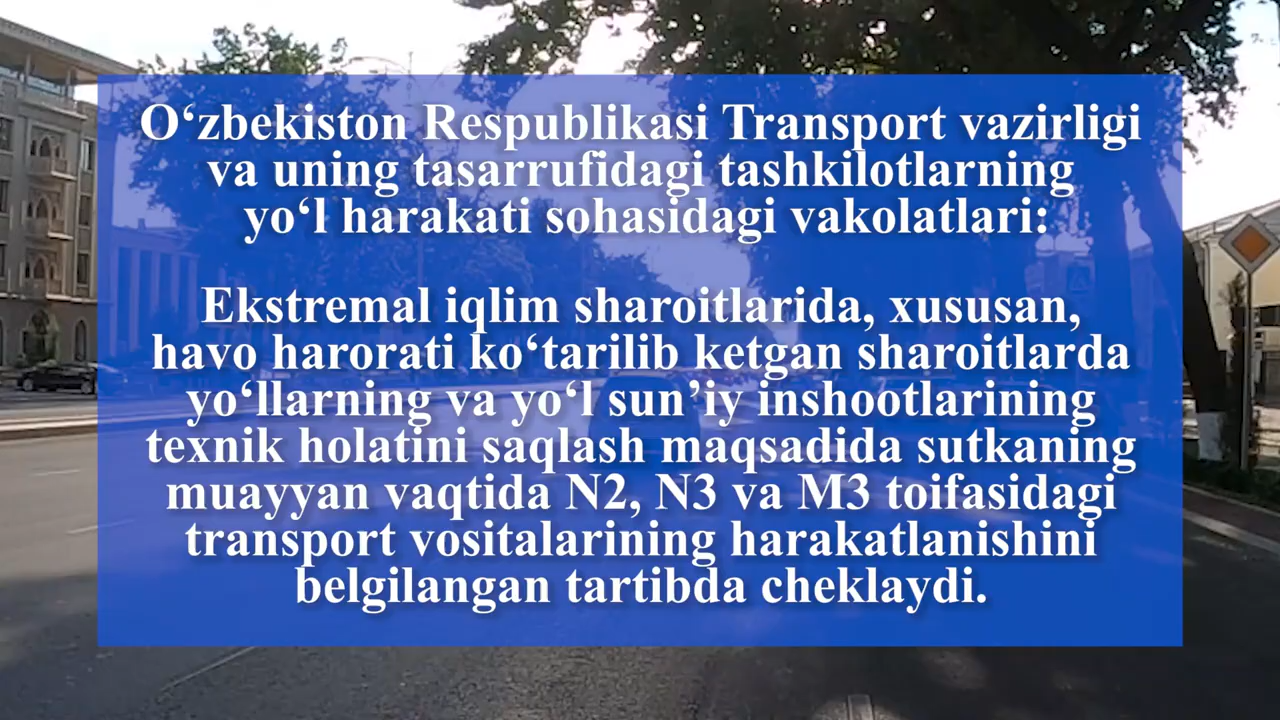 O‘zbekiston Respublikasi Transport vazirligi
va uning tasarrufidagi tashkilotlarning
yo‘l harakati sohasidagi vakolatlari:
Ekstremal iqlim sharoitlarida, xususan,
havo harorati ko‘tarilib ketgan sharoitlarda
yo‘llarning va yo‘l sun’iy inshootlarining
texnik holatini saqlash maqsadida sutkaning
muayyan vaqtida N2, N3 va M3 toifasidagi
transport vositalarining harakatlanishini
belgilangan tartibda cheklaydi.